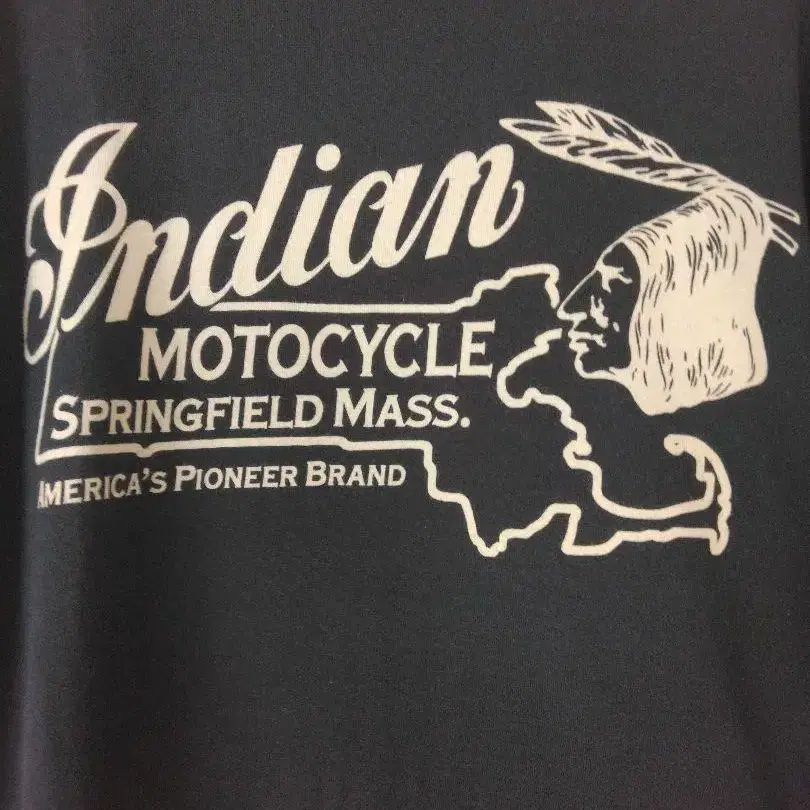 Indian
MOTOCYCLE
SPRINGFIELD MASS.
AMERICA'S PIONEER BRAND